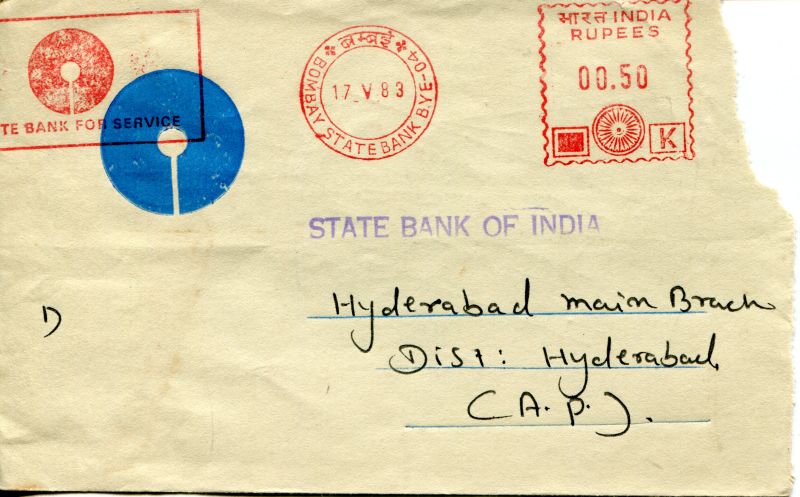 TE BANK FOR SERVICE
बम्बई
BOMBAY STATE BANK B.YE-04
17 V 83
भारत INDIA
RUPEES
00.50
K
STATE BANK OF INDIA
Hyderabad main Brach
D
Dist: Hyderabad
(A.P.).